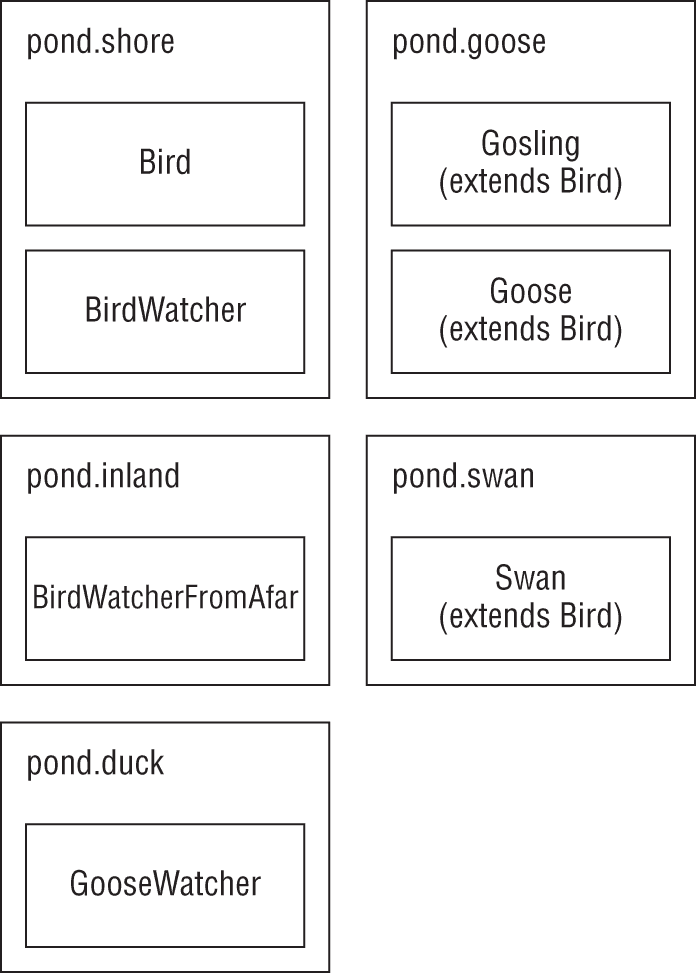 pond.shore
Bird
BirdWatcher
pond.goose
Gosling
(extends Bird)
Goose
(extends Bird)
pond.inland
BirdWatcherFromAfar
pond.swan
Swan
(extends Bird)
pond.duck
GooseWatcher